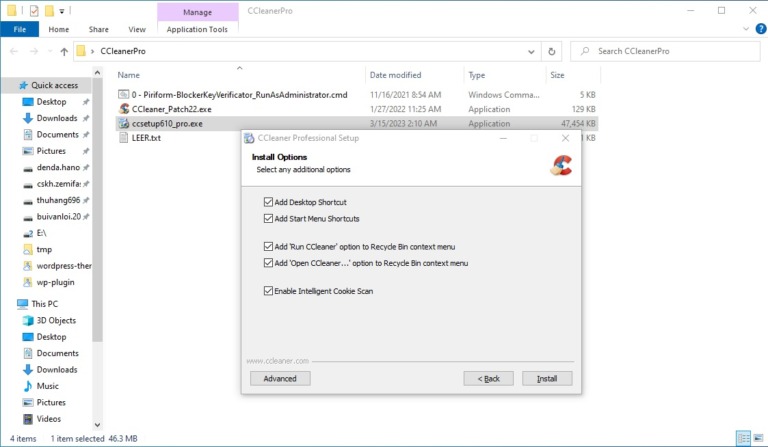 Manage
CCleanerPro
File
Home
Share
View
Application Tools
CCleanerPro
Search CCleanerPro
Quick access
Desktop
Downloads
Documents
Pictures
denda.hano
cskh.zemifas
thuhang696
buivanloi.20
E:\
tmp
wordpress-ther
wp-plugin
This PC
3D Objects
Desktop
Documents
Downloads
Music
Pictures
Videos
Name Date modified Type Size
0 - Piriform-BlockerKeyVerificator_RunAsAdministrator.cmd 11/16/2021 8:54 AM Windows Comma... 5 KB
CCleaner_Patch22.exe 1/27/2022 11:25 AM Application 129 KB
ccsetup610_pro.exe 3/15/2023 2:10 AM Application 47,454 KB
LEER.txt 1 KB
CCleaner Professional Setup
Install Options
Select any additional options
Add Desktop Shortcut
Add Start Menu Shortcuts
Add 'Run CCleaner' option to Recycle Bin context menu
Add 'Open CCleaner...' option to Recycle Bin context menu
Enable Intelligent Cookie Scan
www.ccleaner.com
Advanced
< Back
Install
4 items 1 item selected 46.3 MB